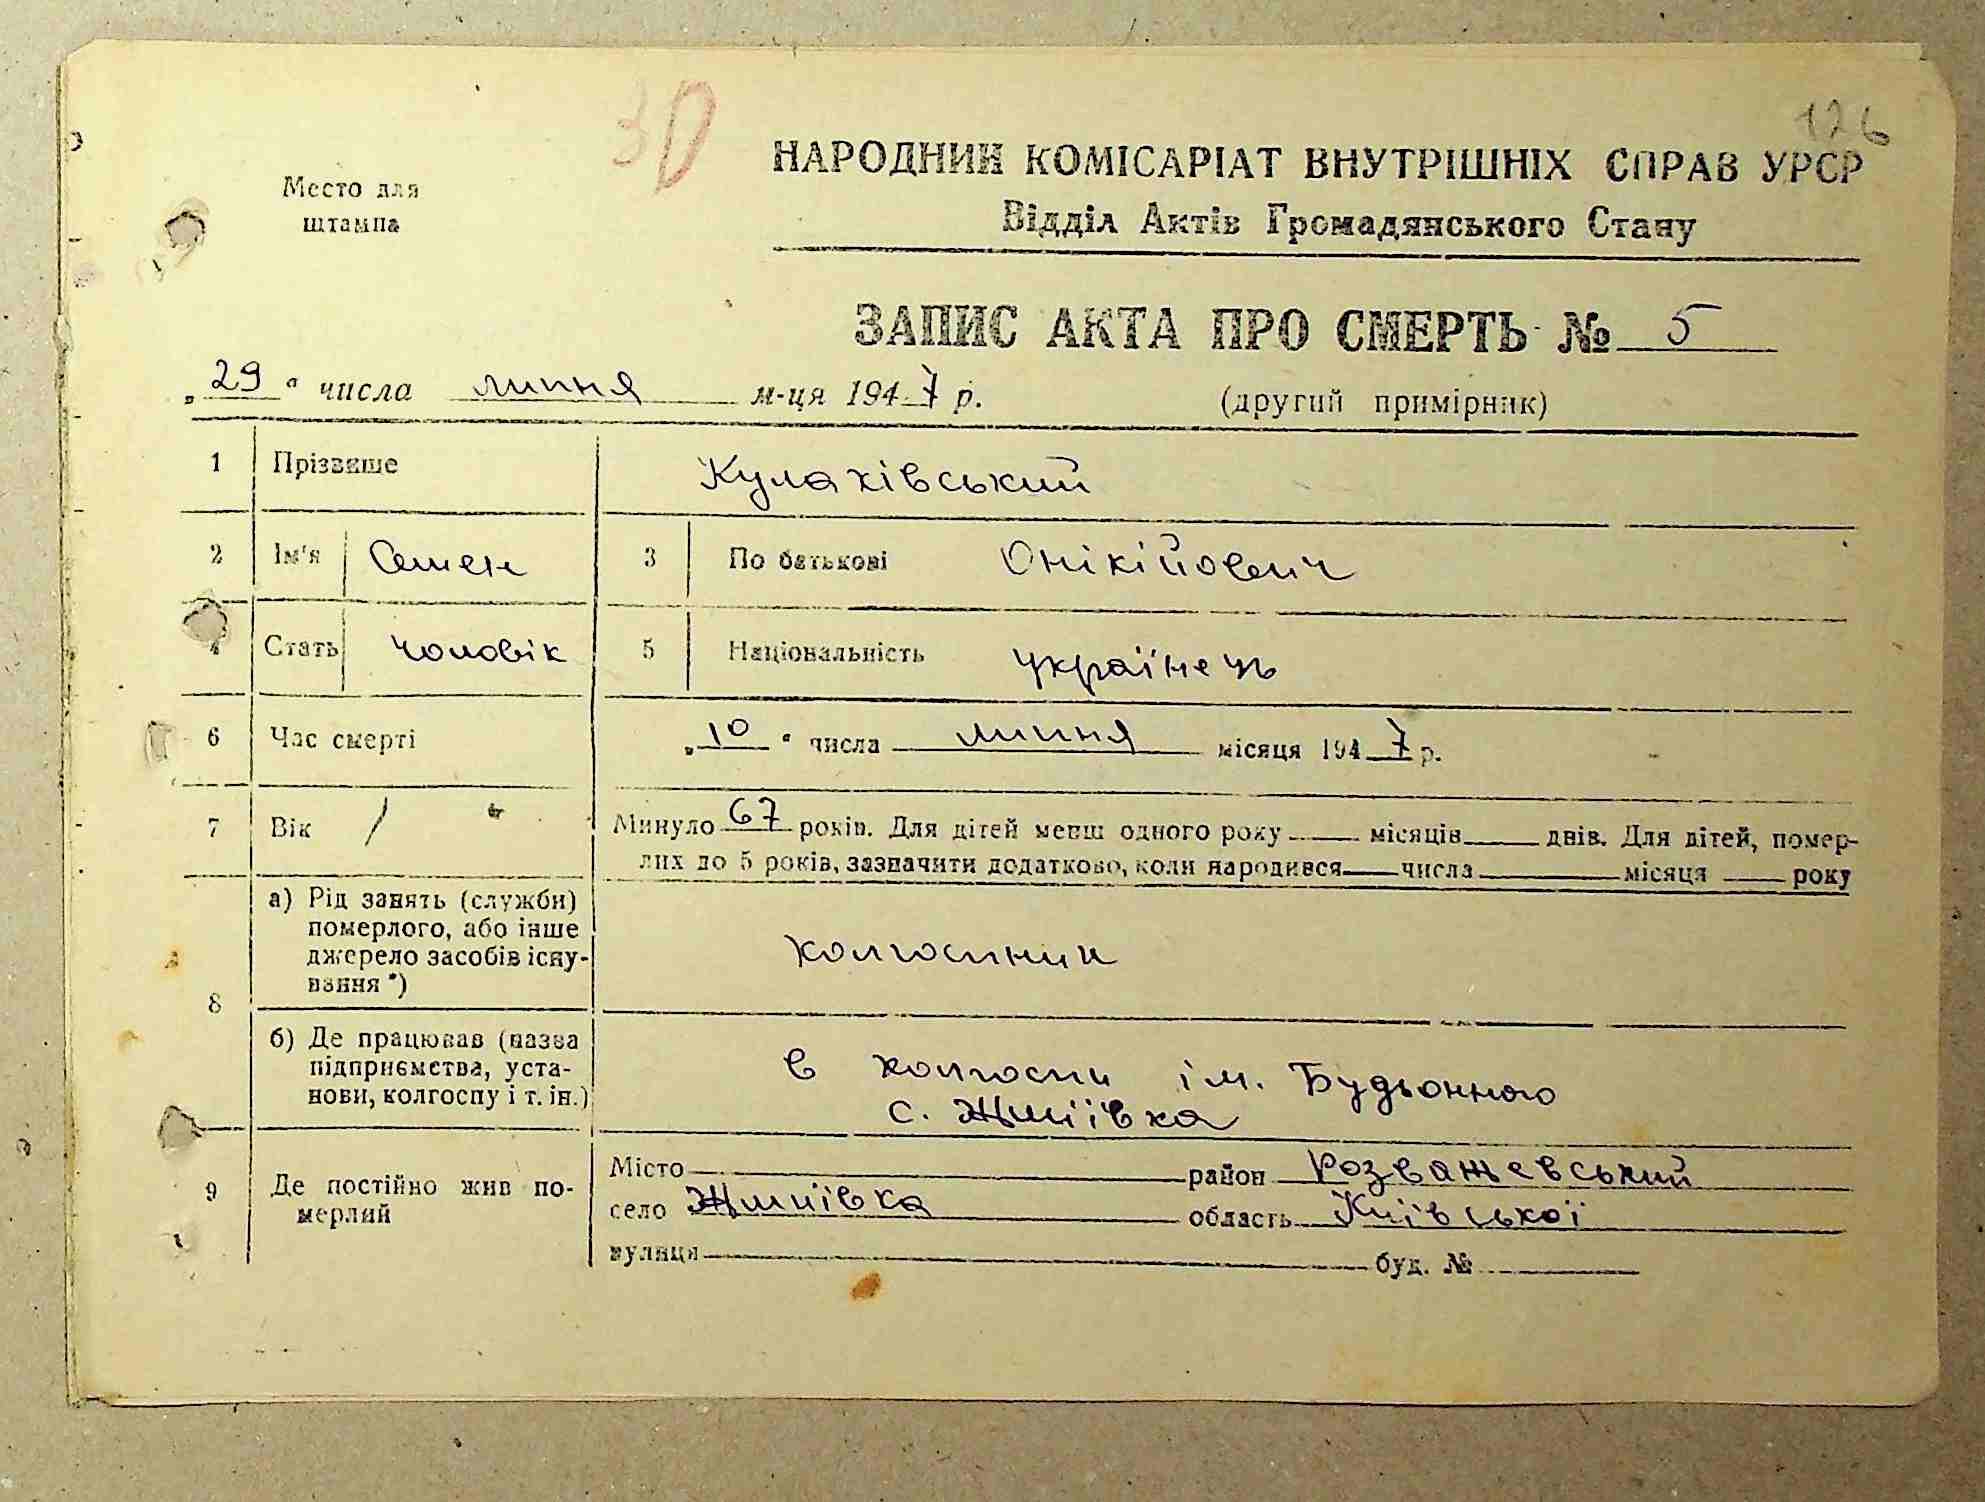 30
126
Место для
штампа
НАРОДНИЙ КОМІСАРІАТ ВНУТРІШНІХ СПРАВ УРСР
Відділ Актів Громадянського Стану
ЗАПИС АКТА ПРО СМЕРТЬ № 5
„29“ числа липня м-ця 1947 р. (другий примірник)
1 Прізвище Кулаківський
2 Ім'я Семен 3 По батькові Онікійович
4 Стать чоловік 5 Національність українець
6 Час смерті „10“ числа липня місяця 1947 р.
7 Вік / Минуло 67 років. Для дітей менш одного року місяців днів. Для дітей, помер-
лих до 5 років, зазначити додатково, коли народився числа місяця року
8
а) Рід занять (служби)
померлого, або інше
джерело засобів існу-
вання *)
колгоспник
б) Де працював (назва
підприємства, уста-
нови, колгоспу і т. ін.)
в колгоспи ім. Будьонного
с. Жміївка
9 Де постійно жив по-
мерлий
Місто район Розважевський
село Жміївка область Київської
вулиця буд. №